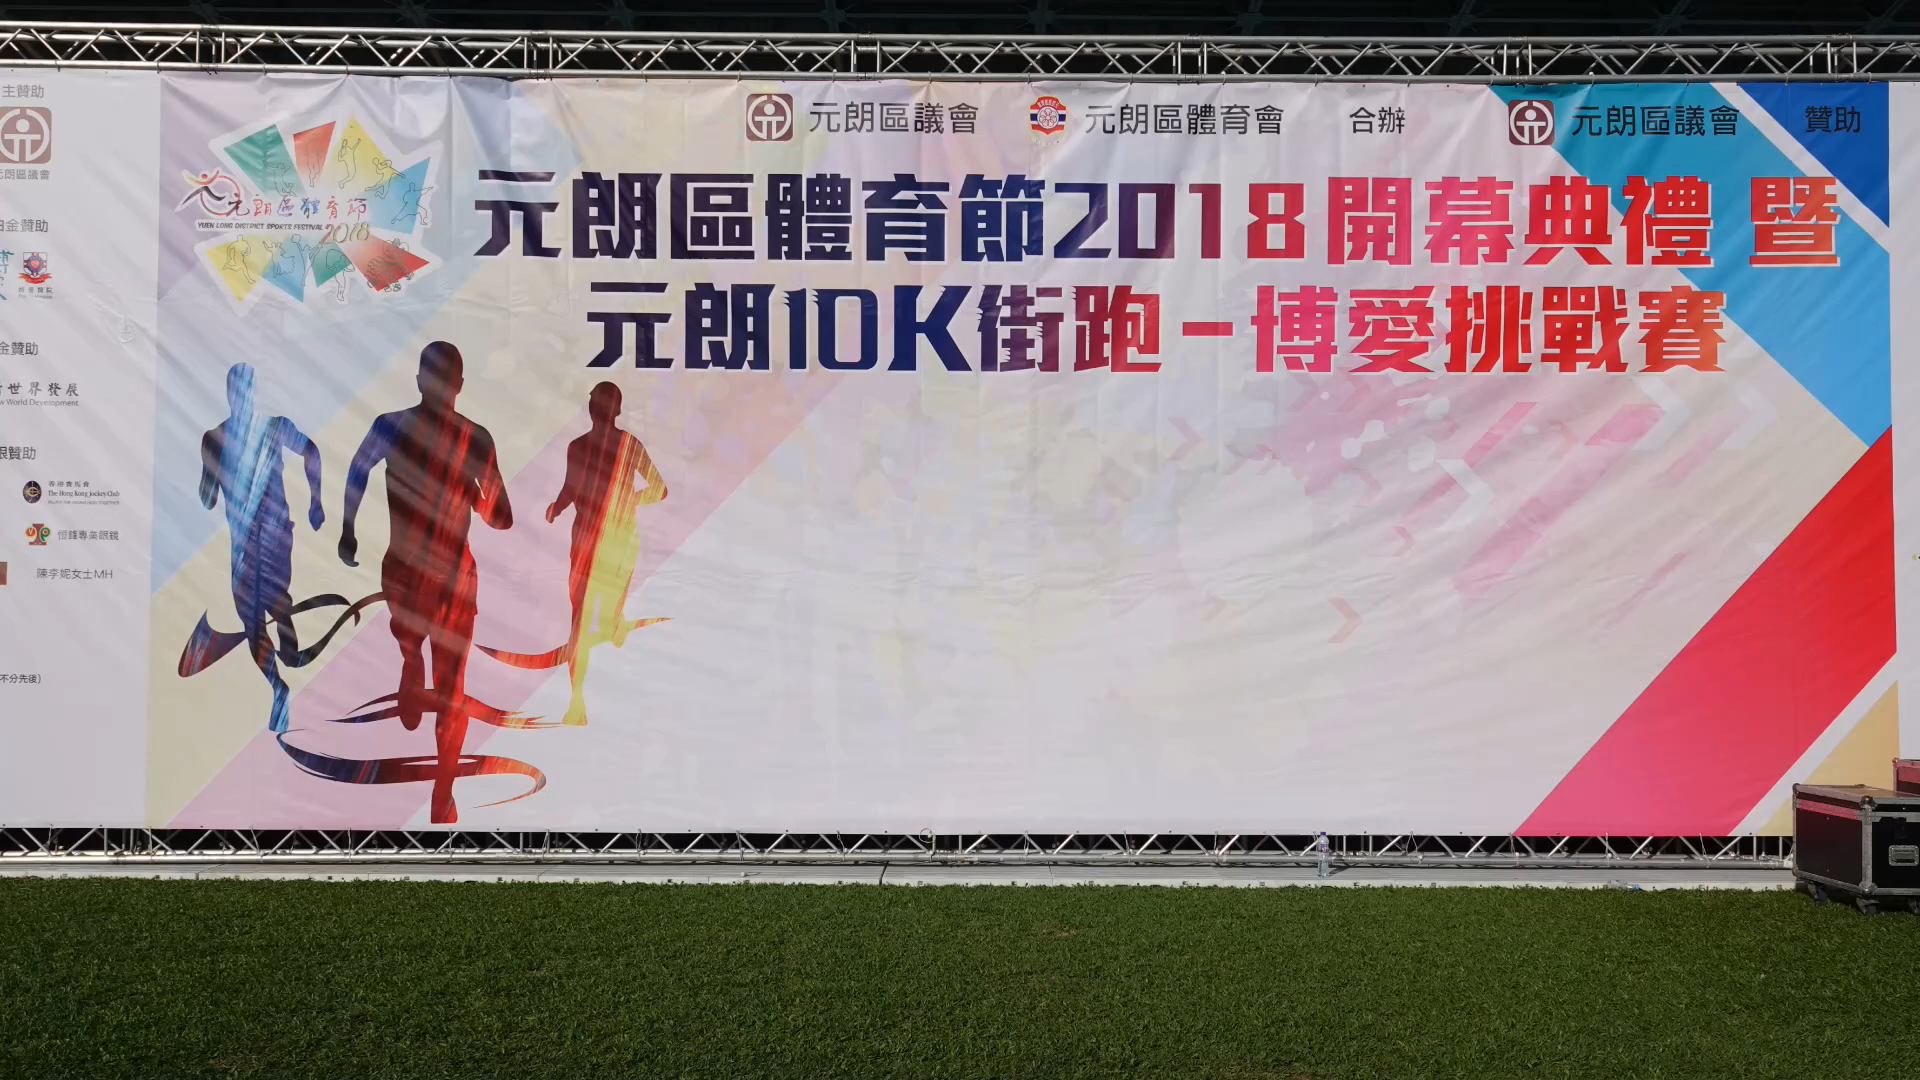 主贊助
元朗區議會
金贊助
金贊助
世界發展
World Development
贊助
香港賽馬會
The Hong Kong Jockey Club
恒鋒專業眼鏡
陳李妮女士MH
不分先後)
元朗區體育節
YUEN LONG DISTRICT SPORTS FESTIVAL
2018
元朗區議會 元朗區體育會 合辦 元朗區議會 贊助
元朗區體育節2018開幕典禮 暨
元朗10K街跑-博愛挑戰賽